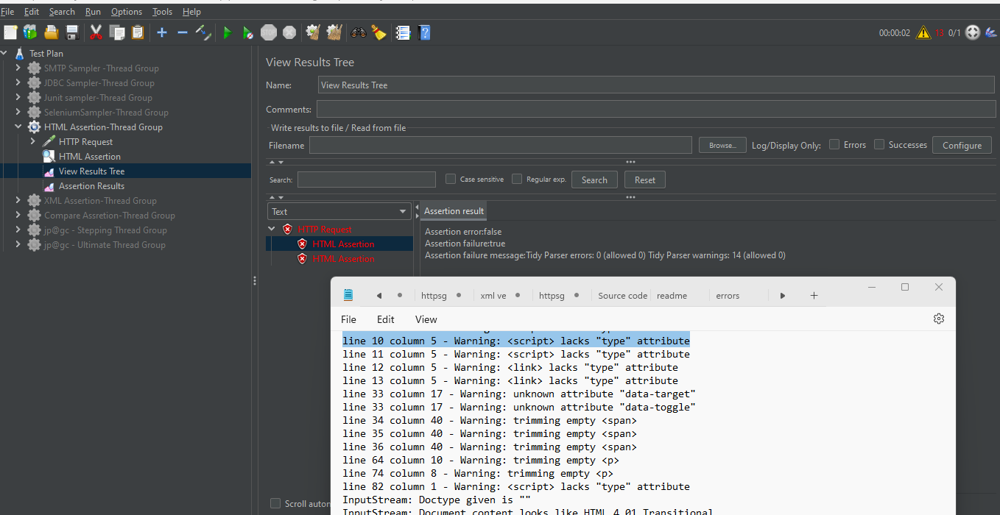 File Edit Search Run Options Tools Help
STOP
00:00:02 13 0/1
Test Plan
SMTP Sampler -Thread Group
JDBC Sampler-Thread Group
Junit sampler-Thread Group
SeleniumSampler-Thread Group
HTML Assertion-Thread Group
HTTP Request
HTML Assertion
View Results Tree
Assertion Results
XML Assertion-Thread Group
Compare Assretion-Thread Group
jp@gc - Stepping Thread Group
jp@gc - Ultimate Thread Group
View Results Tree
Name: View Results Tree
Comments:
Write results to file / Read from file
Filename Browse... Log/Display Only: Errors Successes Configure
Search: Case sensitive Regular exp. Search Reset
Text
HTTP Request
HTML Assertion
HTML Assertion
Assertion result
Assertion error:false
Assertion failure:true
Assertion failure message:Tidy Parser errors: 0 (allowed 0) Tidy Parser warnings: 14 (allowed 0)
httpsg xml ve httpsg Source code readme errors
File Edit View
line 10 column 5 - Warning: <script> lacks "type" attribute
line 11 column 5 - Warning: <script> lacks "type" attribute
line 12 column 5 - Warning: <link> lacks "type" attribute
line 13 column 5 - Warning: <link> lacks "type" attribute
line 33 column 17 - Warning: unknown attribute "data-target"
line 33 column 17 - Warning: unknown attribute "data-toggle"
line 34 column 40 - Warning: trimming empty <span>
line 35 column 40 - Warning: trimming empty <span>
line 36 column 40 - Warning: trimming empty <span>
line 64 column 10 - Warning: trimming empty <p>
line 74 column 8 - Warning: trimming empty <p>
line 82 column 1 - Warning: <script> lacks "type" attribute
InputStream: Doctype given is ""
InputStream: Document content looks like HTML 4.01 Transitional
Scroll autom